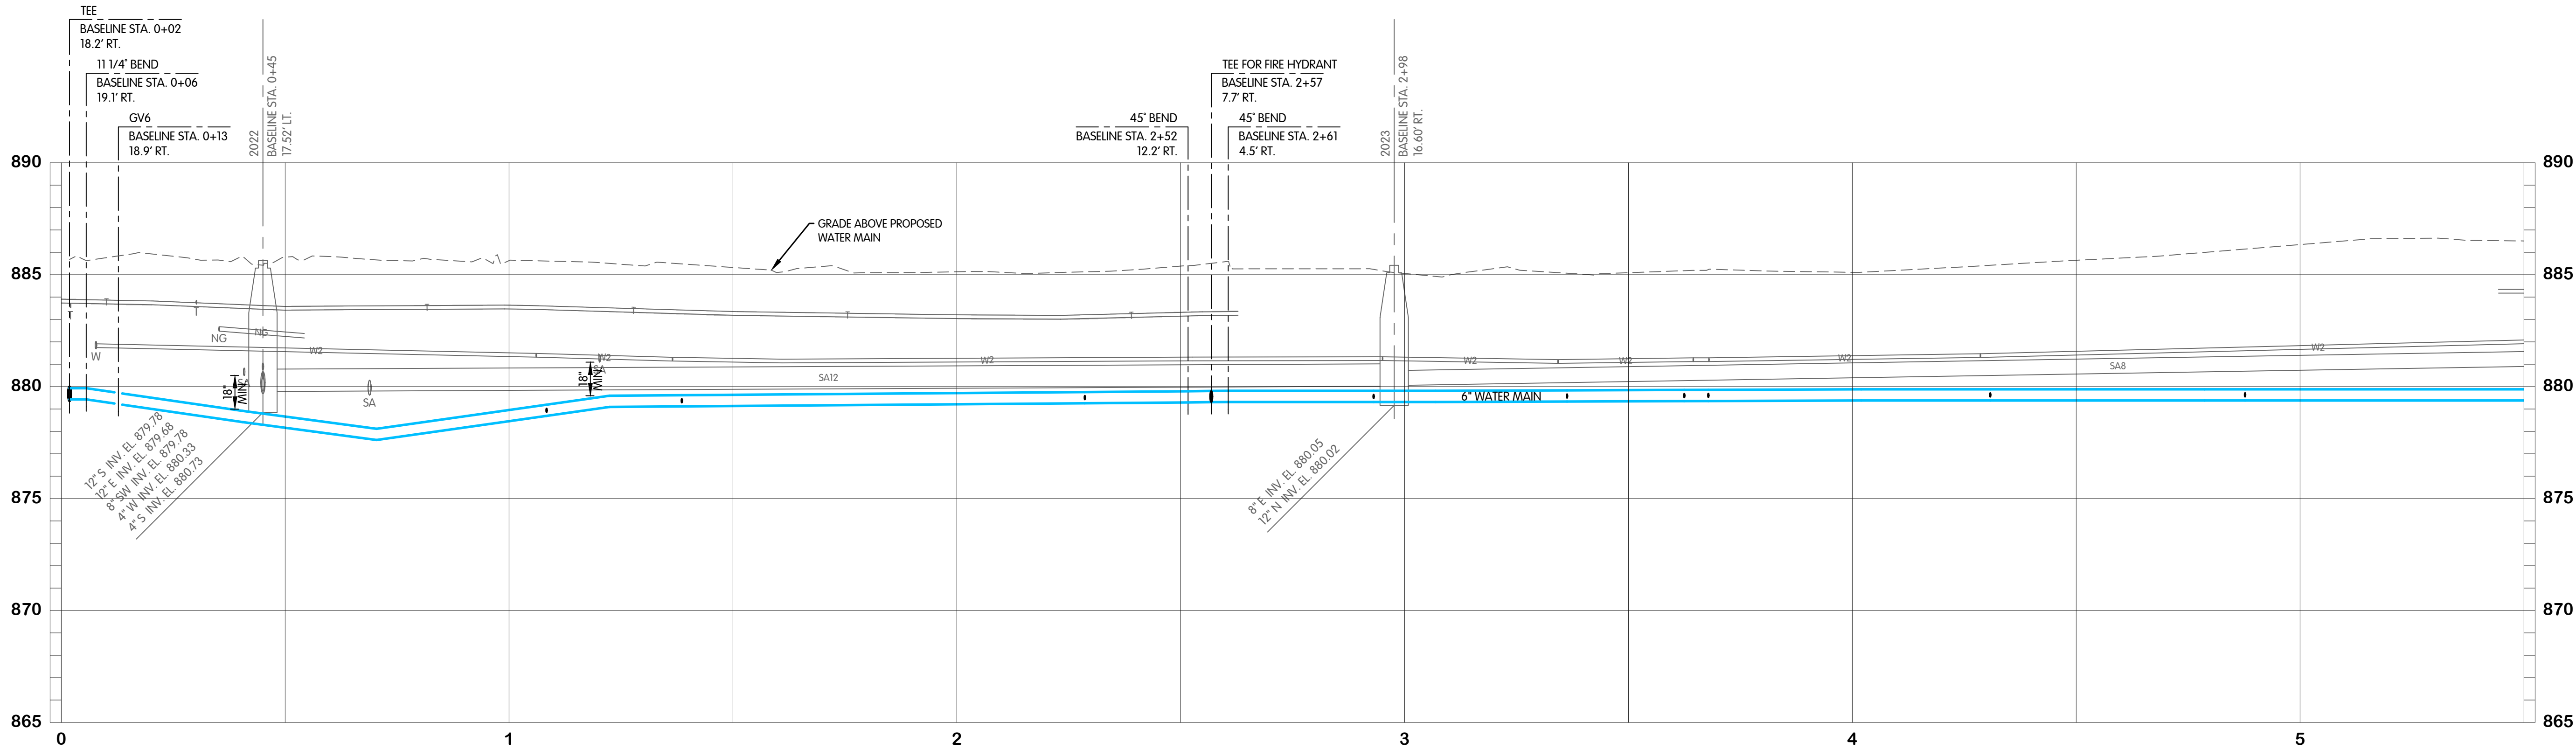 TEE
BASELINE STA. 0+02
18.2' RT.
11 1/4° BEND
BASELINE STA. 0+06
19.1' RT.
GV6
BASELINE STA. 0+13
18.9' RT.
2022
BASELINE STA. 0+45
17.52' LT.
45° BEND
BASELINE STA. 2+52
12.2' RT.
TEE FOR FIRE HYDRANT
BASELINE STA. 2+57
7.7' RT.
45° BEND
BASELINE STA. 2+61
4.5' RT.
2023
BASELINE STA. 2+98
16.60' RT.
890
890
GRADE ABOVE PROPOSED
WATER MAIN
885
885
T
T
T
T
T
T
T
T
NG
NG
W
W2
W2
W2
W2
W2
W2
W2
SA
SA
SA
SA12
SA8
18"
MIN
18"
MIN
880
880
6" WATER MAIN
12" S INV. EL. 879.78
12" E INV. EL. 879.68
8" SW INV. EL. 879.78
4" W INV. EL. 880.33
4" S INV. EL. 880.73
8" E INV. EL. 880.05
12" N INV. EL. 880.02
875
875
870
870
865
865
0
1
2
3
4
5